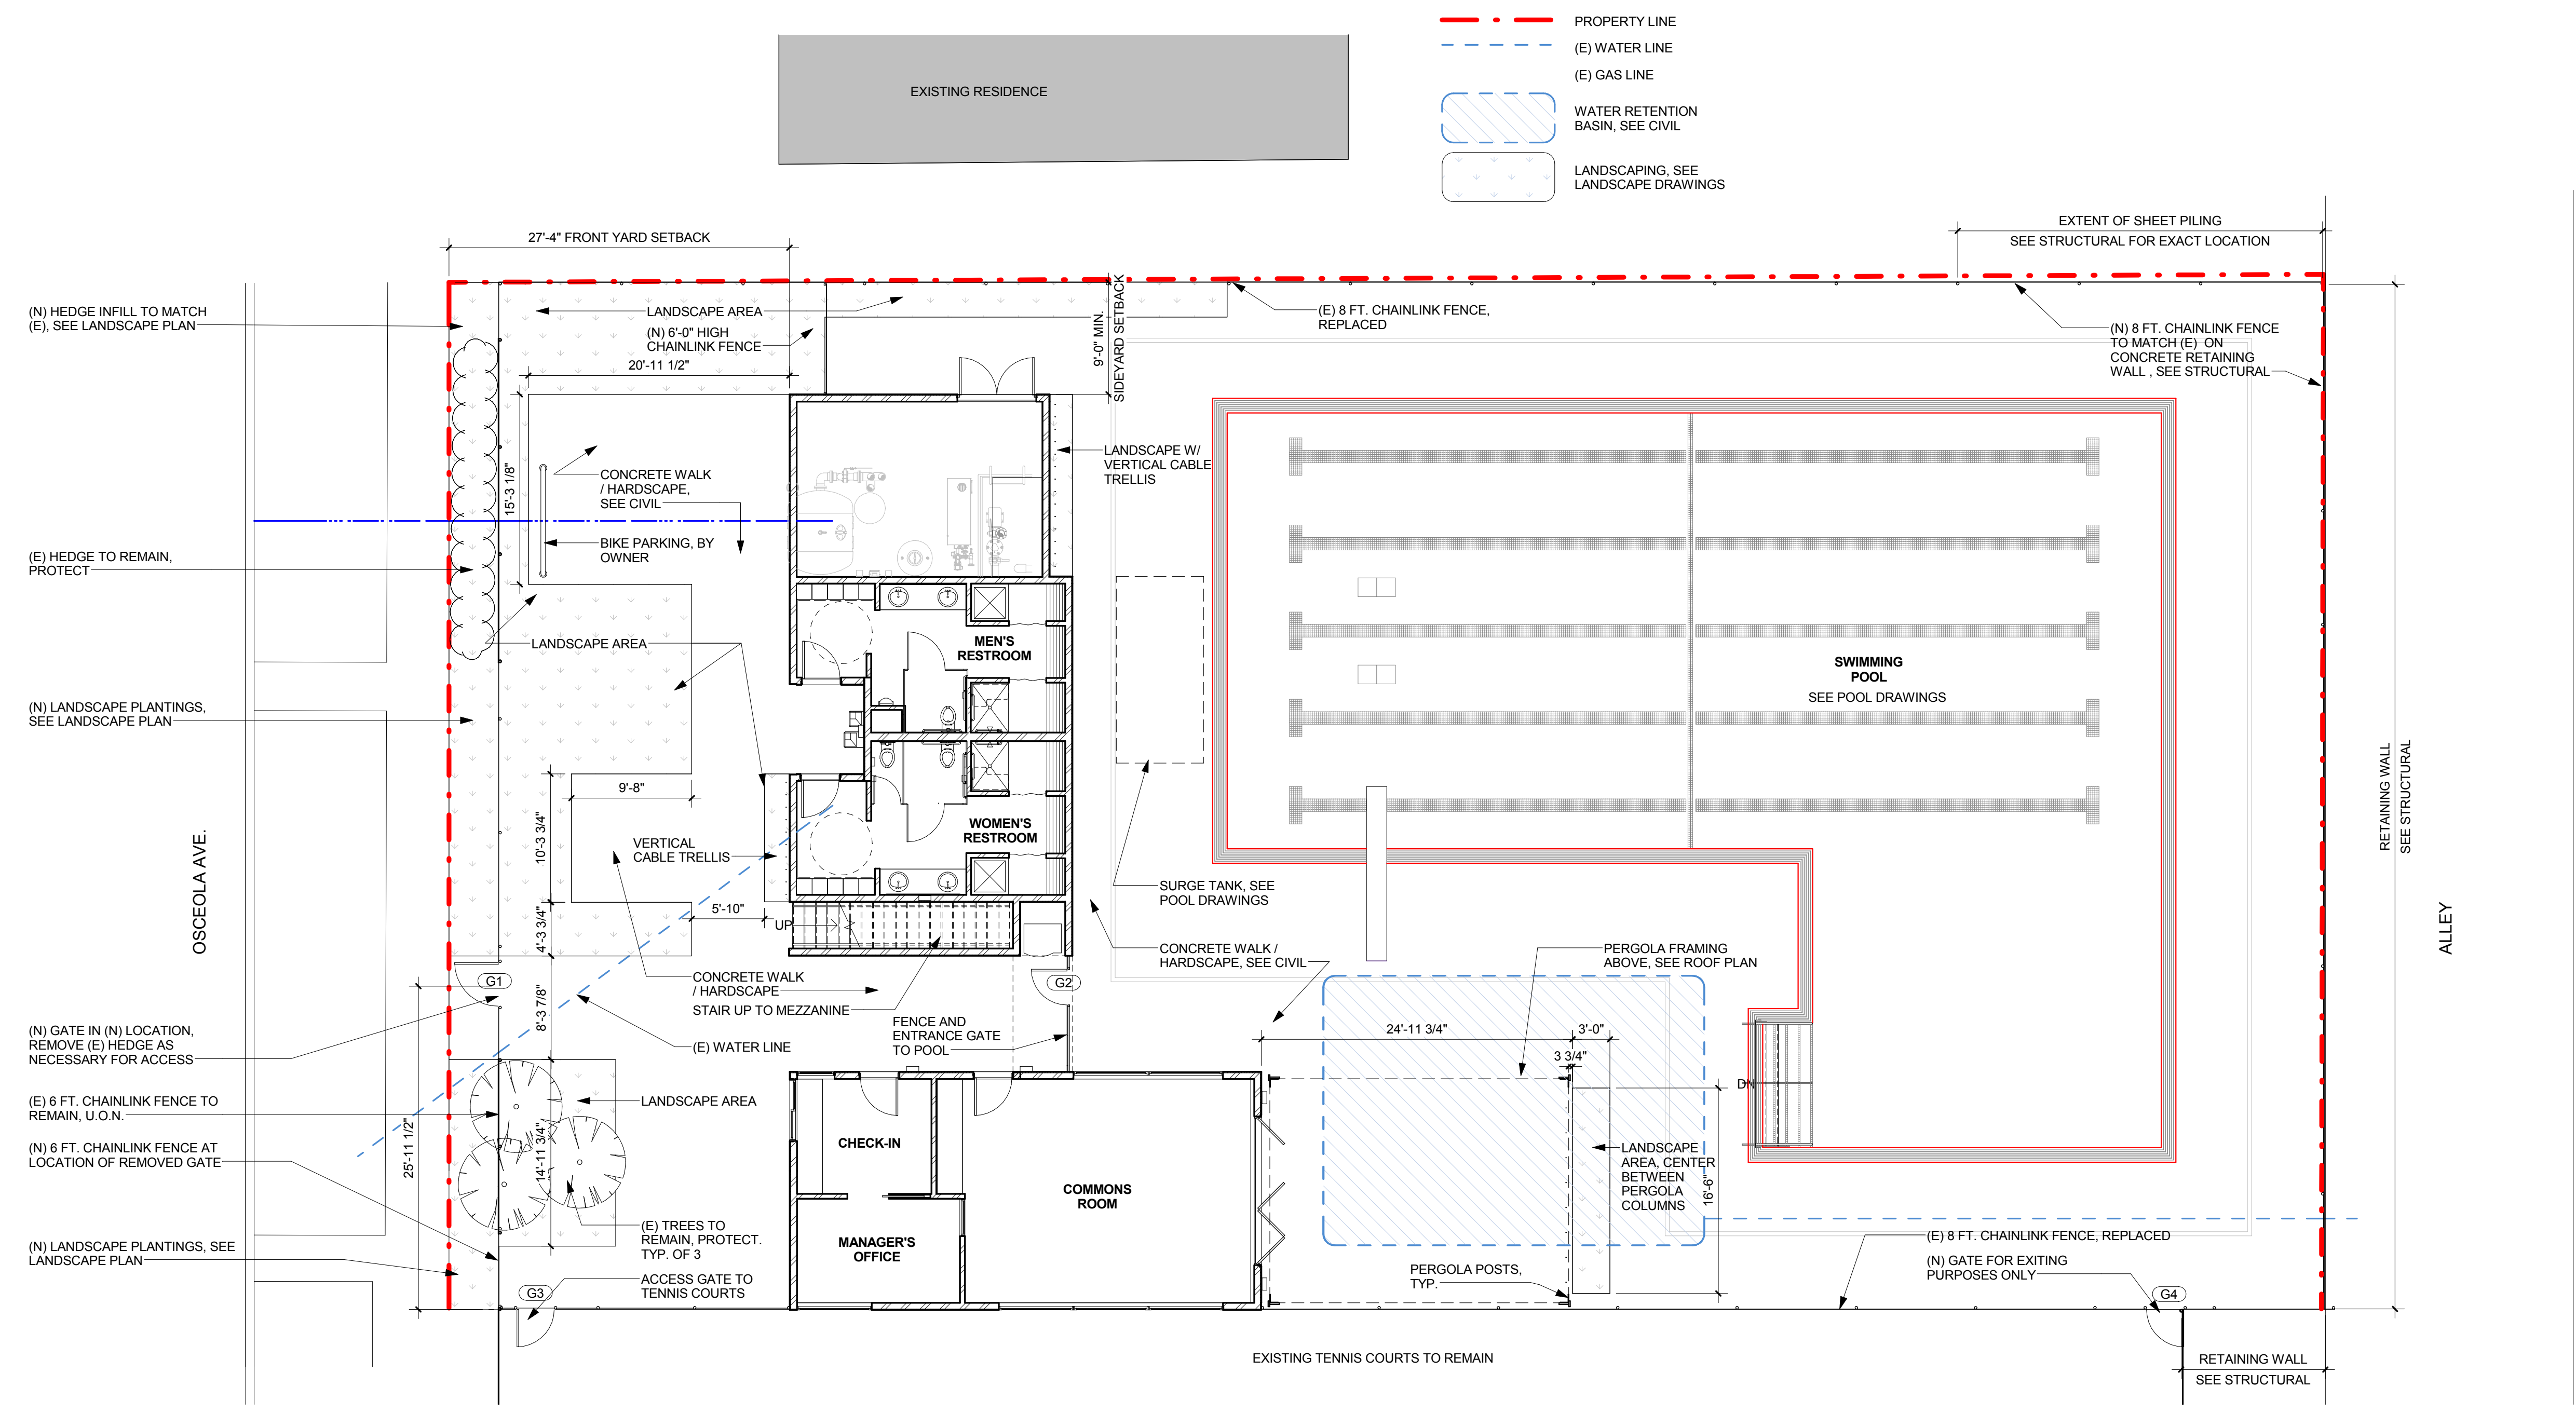 PROPERTY LINE
(E) WATER LINE
(E) GAS LINE
WATER RETENTION
BASIN, SEE CIVIL
LANDSCAPING, SEE
LANDSCAPE DRAWINGS
EXISTING RESIDENCE
EXTENT OF SHEET PILING
SEE STRUCTURAL FOR EXACT LOCATION
27'-4" FRONT YARD SETBACK
(N) HEDGE INFILL TO MATCH
(E), SEE LANDSCAPE PLAN
LANDSCAPE AREA
(N) 6'-0" HIGH
CHAINLINK FENCE
20'-11 1/2"
9'-0" MIN.
SIDEYARD SETBACK
(E) 8 FT. CHAINLINK FENCE,
REPLACED
(N) 8 FT. CHAINLINK FENCE
TO MATCH (E) ON
CONCRETE RETAINING
WALL , SEE STRUCTURAL
15'-3 1/8"
CONCRETE WALK
/ HARDSCAPE,
SEE CIVIL
LANDSCAPE W/
VERTICAL CABLE
TRELLIS
BIKE PARKING, BY
OWNER
(E) HEDGE TO REMAIN,
PROTECT
LANDSCAPE AREA
MEN'S
RESTROOM
SWIMMING
POOL
SEE POOL DRAWINGS
(N) LANDSCAPE PLANTINGS,
SEE LANDSCAPE PLAN
9'-8"
10'-3 3/4"
VERTICAL
CABLE TRELLIS
WOMEN'S
RESTROOM
RETAINING WALL
SEE STRUCTURAL
OSCEOLA AVE.
ALLEY
SURGE TANK, SEE
POOL DRAWINGS
5'-10"
UP
4'-3 3/4"
CONCRETE WALK /
HARDSCAPE, SEE CIVIL
PERGOLA FRAMING
ABOVE, SEE ROOF PLAN
G1
G2
CONCRETE WALK
/ HARDSCAPE
STAIR UP TO MEZZANINE
8'-3 7/8"
FENCE AND
ENTRANCE GATE
TO POOL
(N) GATE IN (N) LOCATION,
REMOVE (E) HEDGE AS
NECESSARY FOR ACCESS
(E) WATER LINE
24'-11 3/4"
3'-0"
3 3/4"
DN
(E) 6 FT. CHAINLINK FENCE TO
REMAIN, U.O.N.
LANDSCAPE AREA
25'-11 1/2"
14'-11 3/4"
CHECK-IN
(N) 6 FT. CHAINLINK FENCE AT
LOCATION OF REMOVED GATE
LANDSCAPE
AREA, CENTER
BETWEEN
PERGOLA
COLUMNS
16'-6"
COMMONS
ROOM
(E) TREES TO
REMAIN, PROTECT.
TYP. OF 3
MANAGER'S
OFFICE
(N) LANDSCAPE PLANTINGS, SEE
LANDSCAPE PLAN
(E) 8 FT. CHAINLINK FENCE, REPLACED
(N) GATE FOR EXITING
PURPOSES ONLY
ACCESS GATE TO
TENNIS COURTS
PERGOLA POSTS,
TYP.
G3
G4
EXISTING TENNIS COURTS TO REMAIN
RETAINING WALL
SEE STRUCTURAL